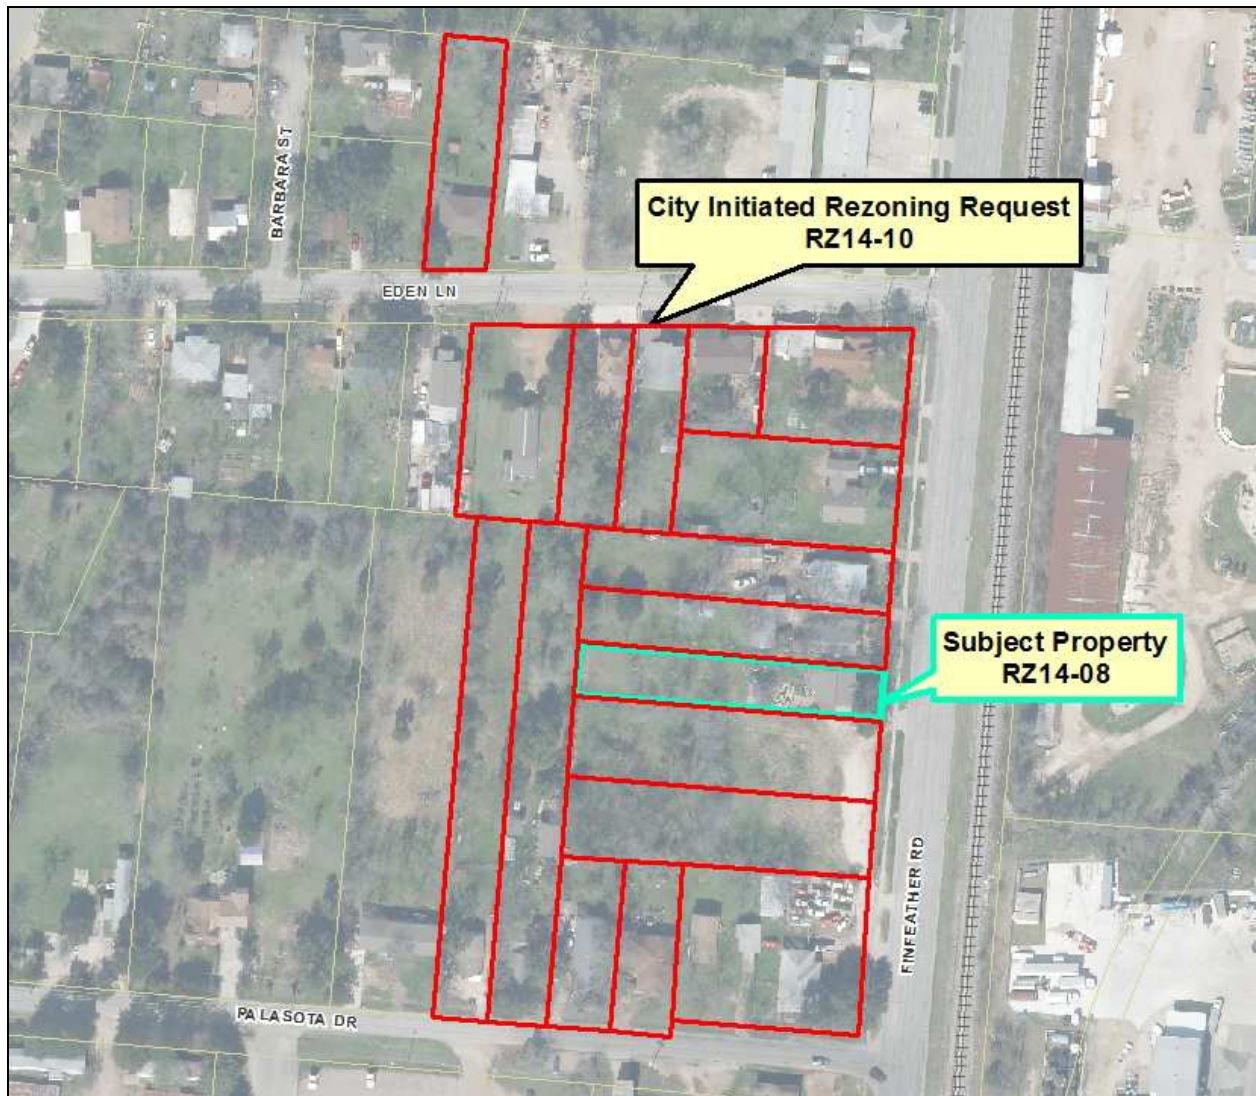 BARBARA ST
City Initiated Rezoning Request
RZ14-10
EDEN LN
Subject Property
RZ14-08
FINFEATHER RD
PALASOTA DR